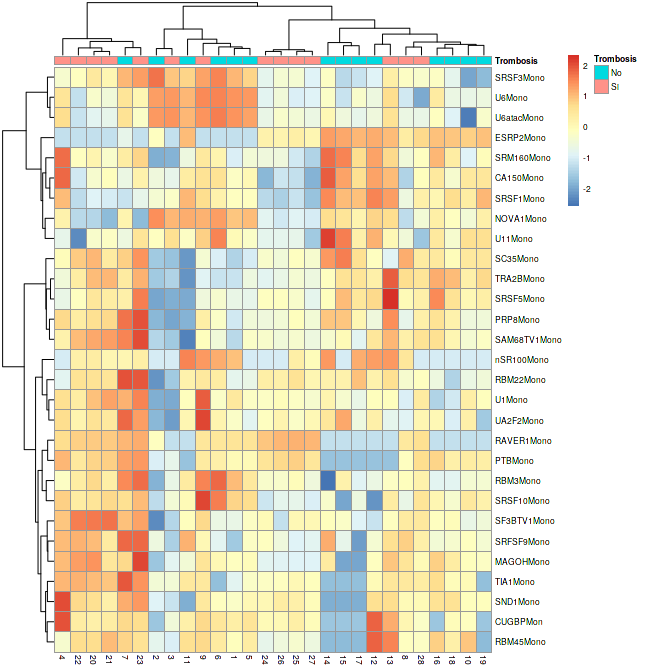 Trombosis
SRSF3Mono
U6Mono
U6atacMono
ESRP2Mono
SRM160Mono
CA150Mono
SRSF1Mono
NOVA1Mono
U11Mono
SC35Mono
TRA2BMono
SRSF5Mono
PRP8Mono
SAM68TV1Mono
nSR100Mono
RBM22Mono
U1Mono
UA2F2Mono
RAVER1Mono
PTBMono
RBM3Mono
SRSF10Mono
SF3BTV1Mono
SRFSF9Mono
MAGOHMono
TIA1Mono
SND1Mono
CUGBPMon
RBM45Mono
4 22 20 21 7 23 2 3 11 9 6 1 5 24 26 25 27 14 15 17 12 13 8 28 16 18 10 19
2
1
0
-1
-2
Trombosis
No
SI